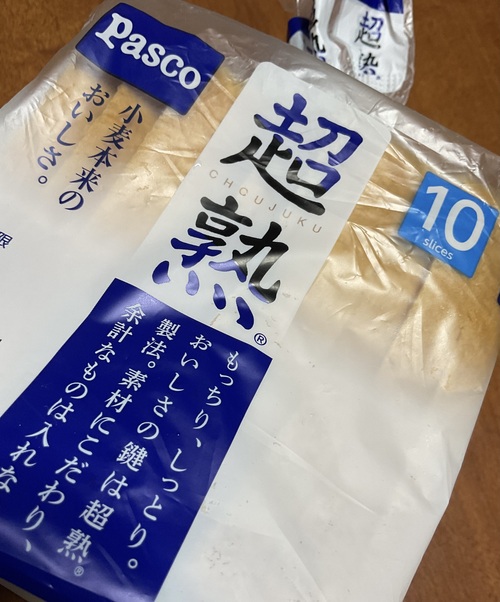 Pasco
小麦本来の
おいしさ。
超熟
CHOUJUKU
超熟®
10
slices
限
もっちり、しっとり。
おいしさの鍵は超熟®
製法。素材にこだわり、
余計なものは入れな